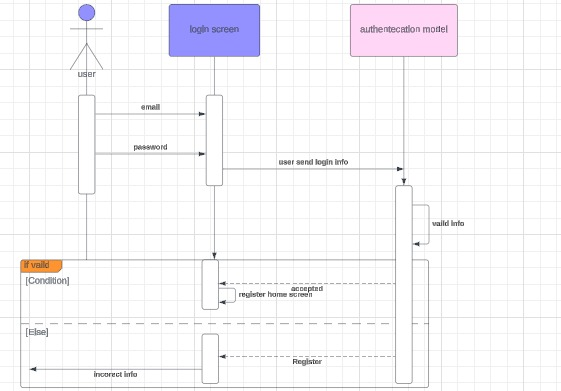 login screen
authentecation model
user
email
password
user send login info
vaild info
if vaild
[Condition]
accepted
register home screen
[Else]
Register
incorect info